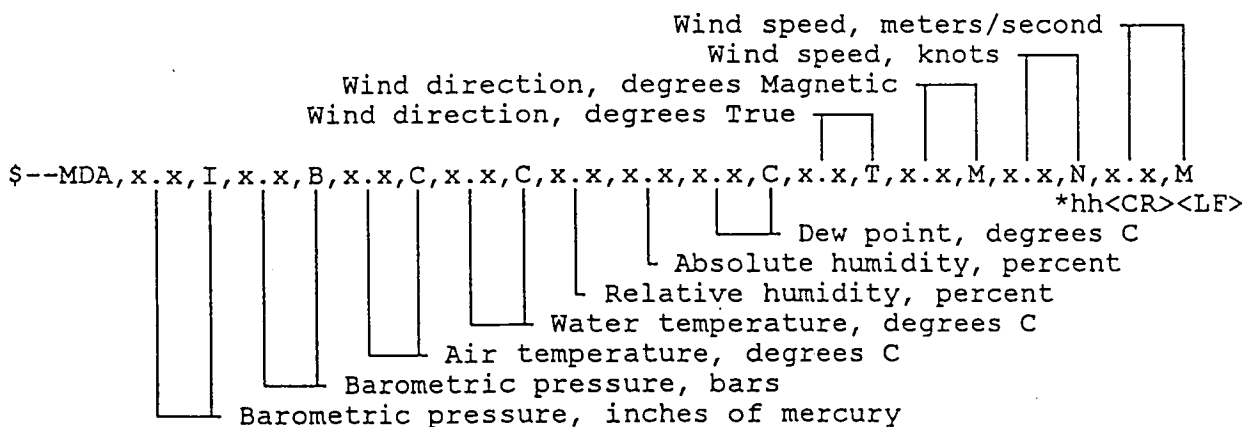 Wind speed, meters/second
Wind speed, knots
Wind direction, degrees Magnetic
Wind direction, degrees True
$--MDA,x.x,I,x.x,B,x.x,C,x.x,C,x.x,x.x,x.x,C,x.x,T,x.x,M,x.x,N,x.x,M
*hh<CR><LF>
Dew point, degrees C
Absolute humidity, percent
Relative humidity, percent
Water temperature, degrees C
Air temperature, degrees C
Barometric pressure, bars
Barometric pressure, inches of mercury